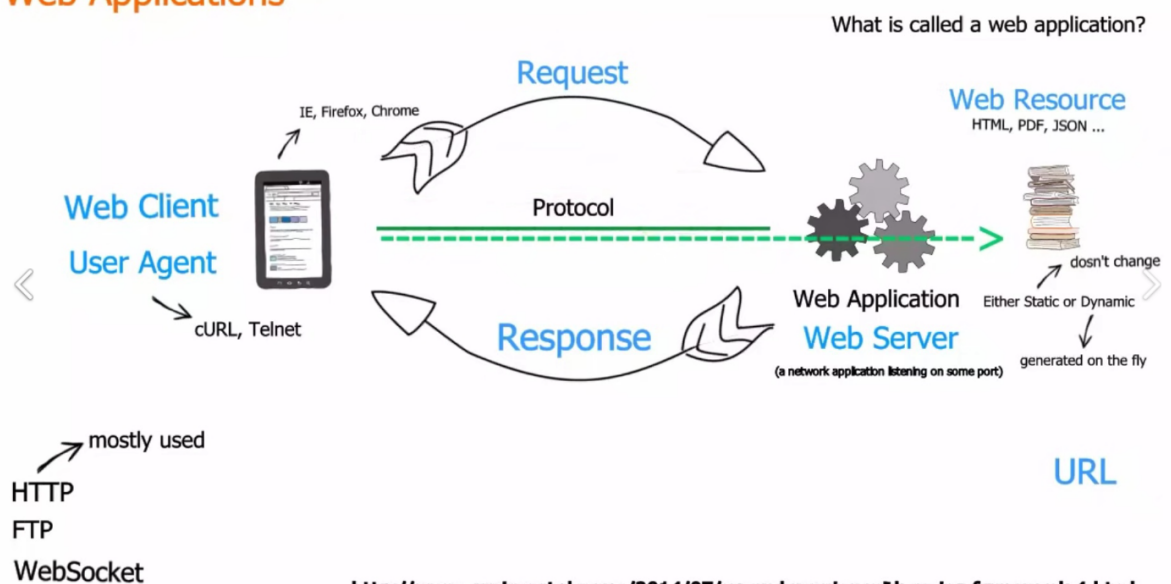 Web Applications
What is called a web application?
Request
Web Resource
HTML, PDF, JSON ...
IE, Firefox, Chrome
Web Client
User Agent
Protocol
cURL, Telnet
dosn't change
Web Application
Either Static or Dynamic
Response
Web Server
generated on the fly
(a network application listening on some port)
mostly used
URL
HTTP
FTP
WebSocket